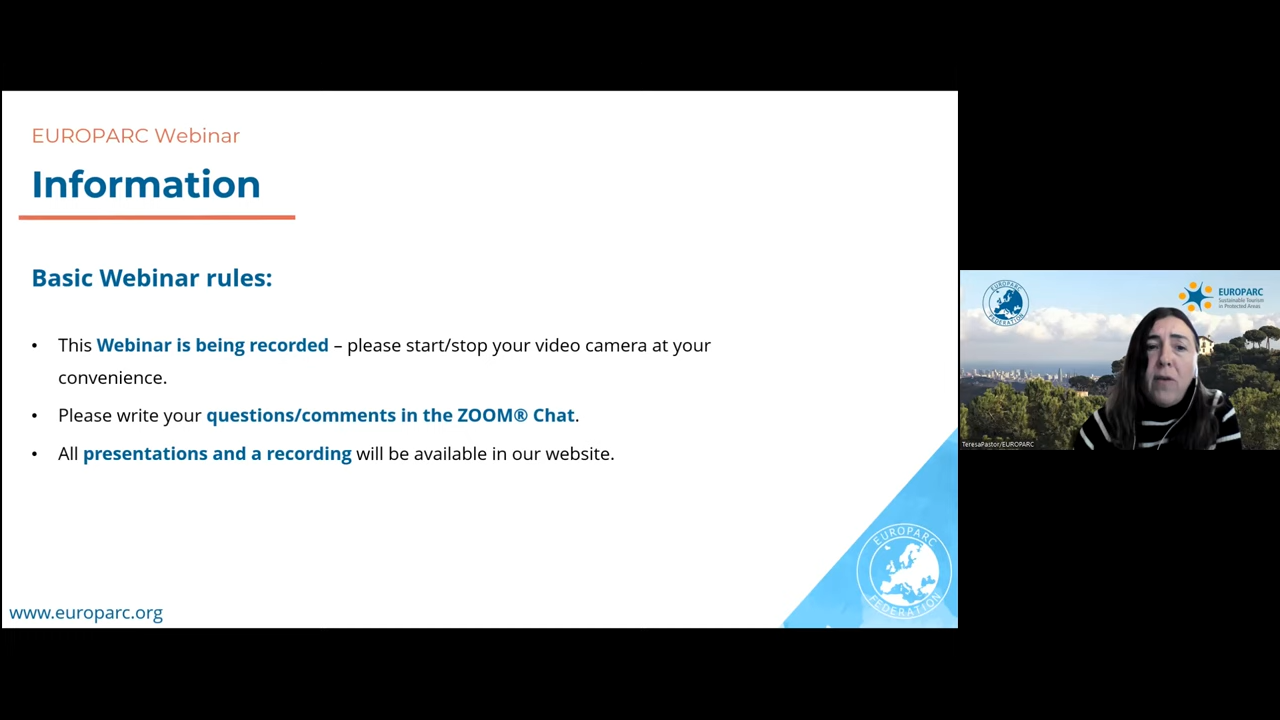 EUROPARC Webinar
Information
Basic Webinar rules:
• This Webinar is being recorded – please start/stop your video camera at your
convenience.
• Please write your questions/comments in the ZOOM® Chat.
• All presentations and a recording will be available in our website.
www.europarc.org
EUROPARC
FEDERATION
FEDERATION
EUROPARC
Sustainable Tourism
in Protected Areas
TeresaPastor/EUROPARC